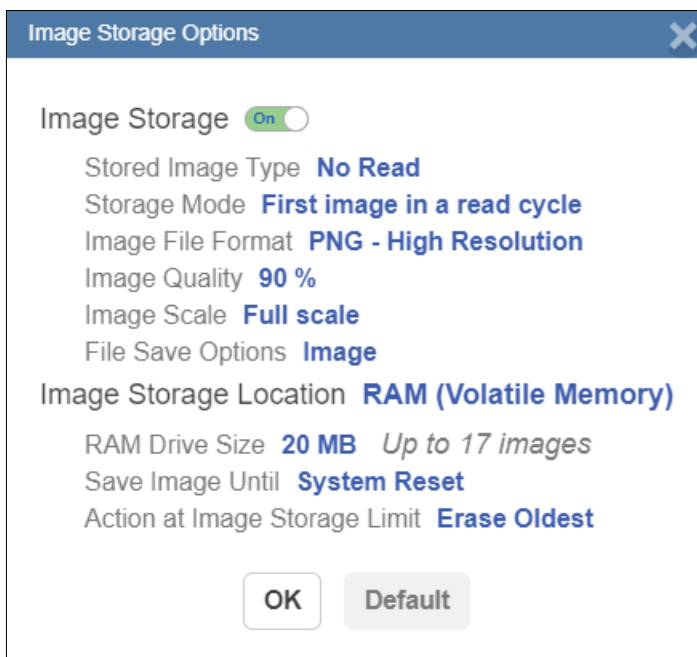 Image Storage Options
Image Storage On
Stored Image Type No Read
Storage Mode First image in a read cycle
Image File Format PNG - High Resolution
Image Quality 90 %
Image Scale Full scale
File Save Options Image
Image Storage Location RAM (Volatile Memory)
RAM Drive Size 20 MB Up to 17 images
Save Image Until System Reset
Action at Image Storage Limit Erase Oldest
OK Default